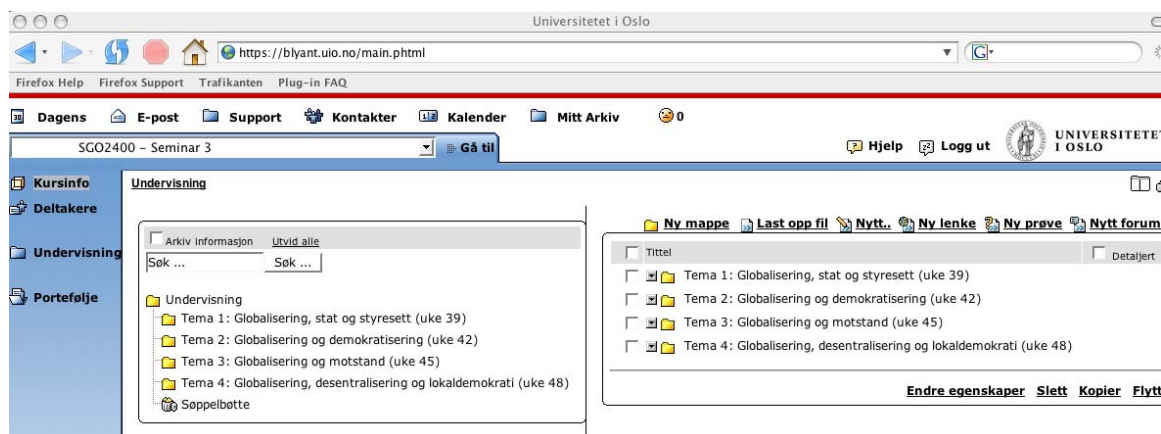 Universitetet i Oslo
https://blyant.uio.no/main.phtml
G
Firefox Help Firefox Support Trafikanten Plug-in FAQ
Dagens E-post Support Kontakter Kalender Mitt Arkiv 0
SGO2400 - Seminar 3 Gå til Hjelp Logg ut UNIVERSITETET
I OSLO
Kursinfo Undervisning
Deltakere
Undervisning
Portefølje
Arkiv informasjon Utvid alle
Søk ... Søk ...
Undervisning
Tema 1: Globalisering, stat og styresett (uke 39)
Tema 2: Globalisering og demokratisering (uke 42)
Tema 3: Globalisering og motstand (uke 45)
Tema 4: Globalisering, desentralisering og lokaldemokrati (uke 48)
Søppelbøtte
Ny mappe Last opp fil Nytt.. Ny lenke Ny prøve Nytt forum
Tittel Detaljert
Tema 1: Globalisering, stat og styresett (uke 39)
Tema 2: Globalisering og demokratisering (uke 42)
Tema 3: Globalisering og motstand (uke 45)
Tema 4: Globalisering, desentralisering og lokaldemokrati (uke 48)
Endre egenskaper Slett Kopier Flytt